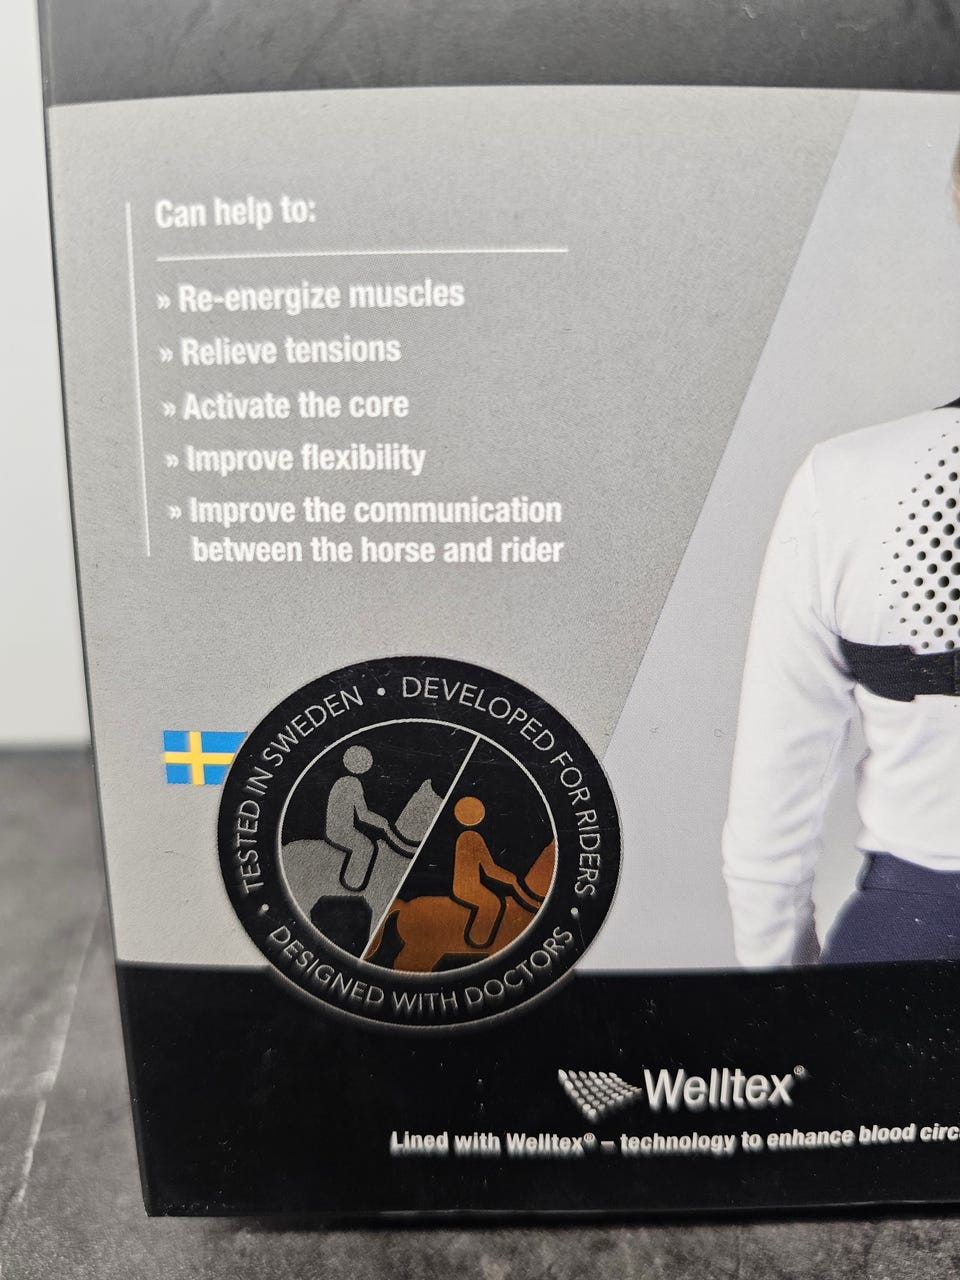 Can help to:
» Re-energize muscles
» Relieve tensions
» Activate the core
» Improve flexibility
» Improve the communication
between the horse and rider
• TESTED IN SWEDEN • DEVELOPED FOR RIDERS
• DESIGNED WITH DOCTORS
Welltex®
Lined with Welltex® – technology to enhance blood